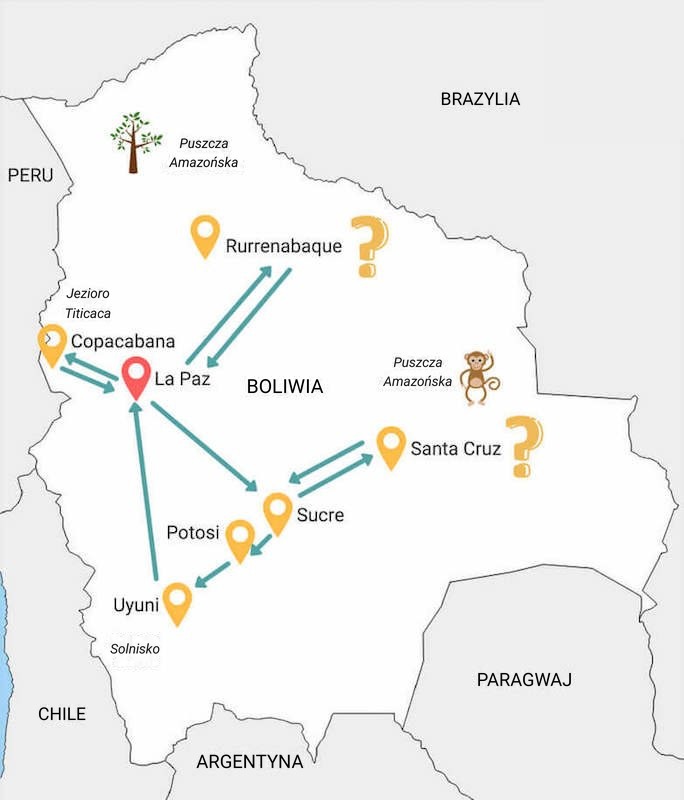 BRAZYLIA
Puszcza
Amazońska
PERU
Rurrenabaque ?
Jezioro
Titicaca
Copacabana
La Paz
BOLIWIA
Puszcza
Amazońska
Santa Cruz ?
Sucre
Potosi
Uyuni
Solnisko
PARAGWAJ
CHILE
ARGENTYNA